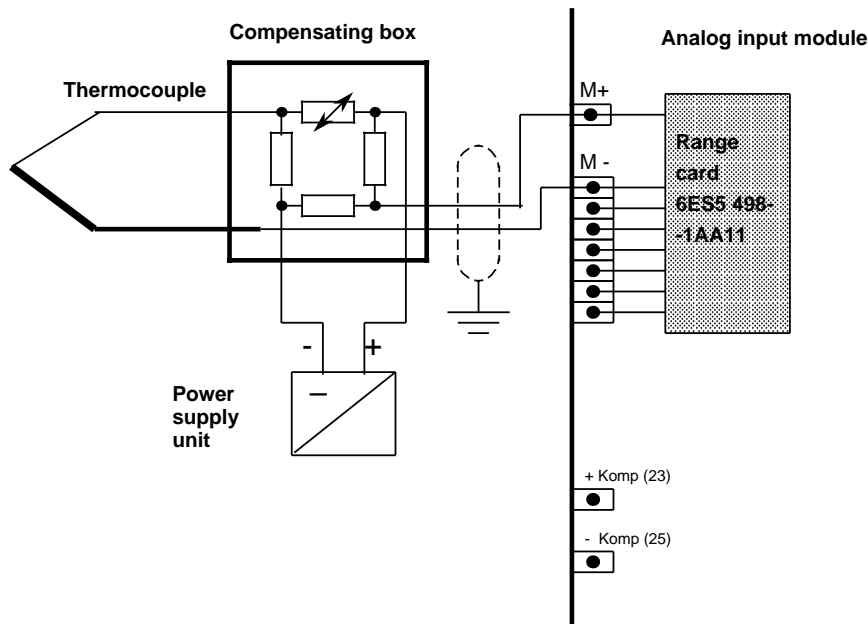 Compensating box
Analog input module
Thermocouple
M+
Range
card
6ES5 498-
-1AA11
M -
- +
Power
supply
unit
+ Komp (23)
- Komp (25)